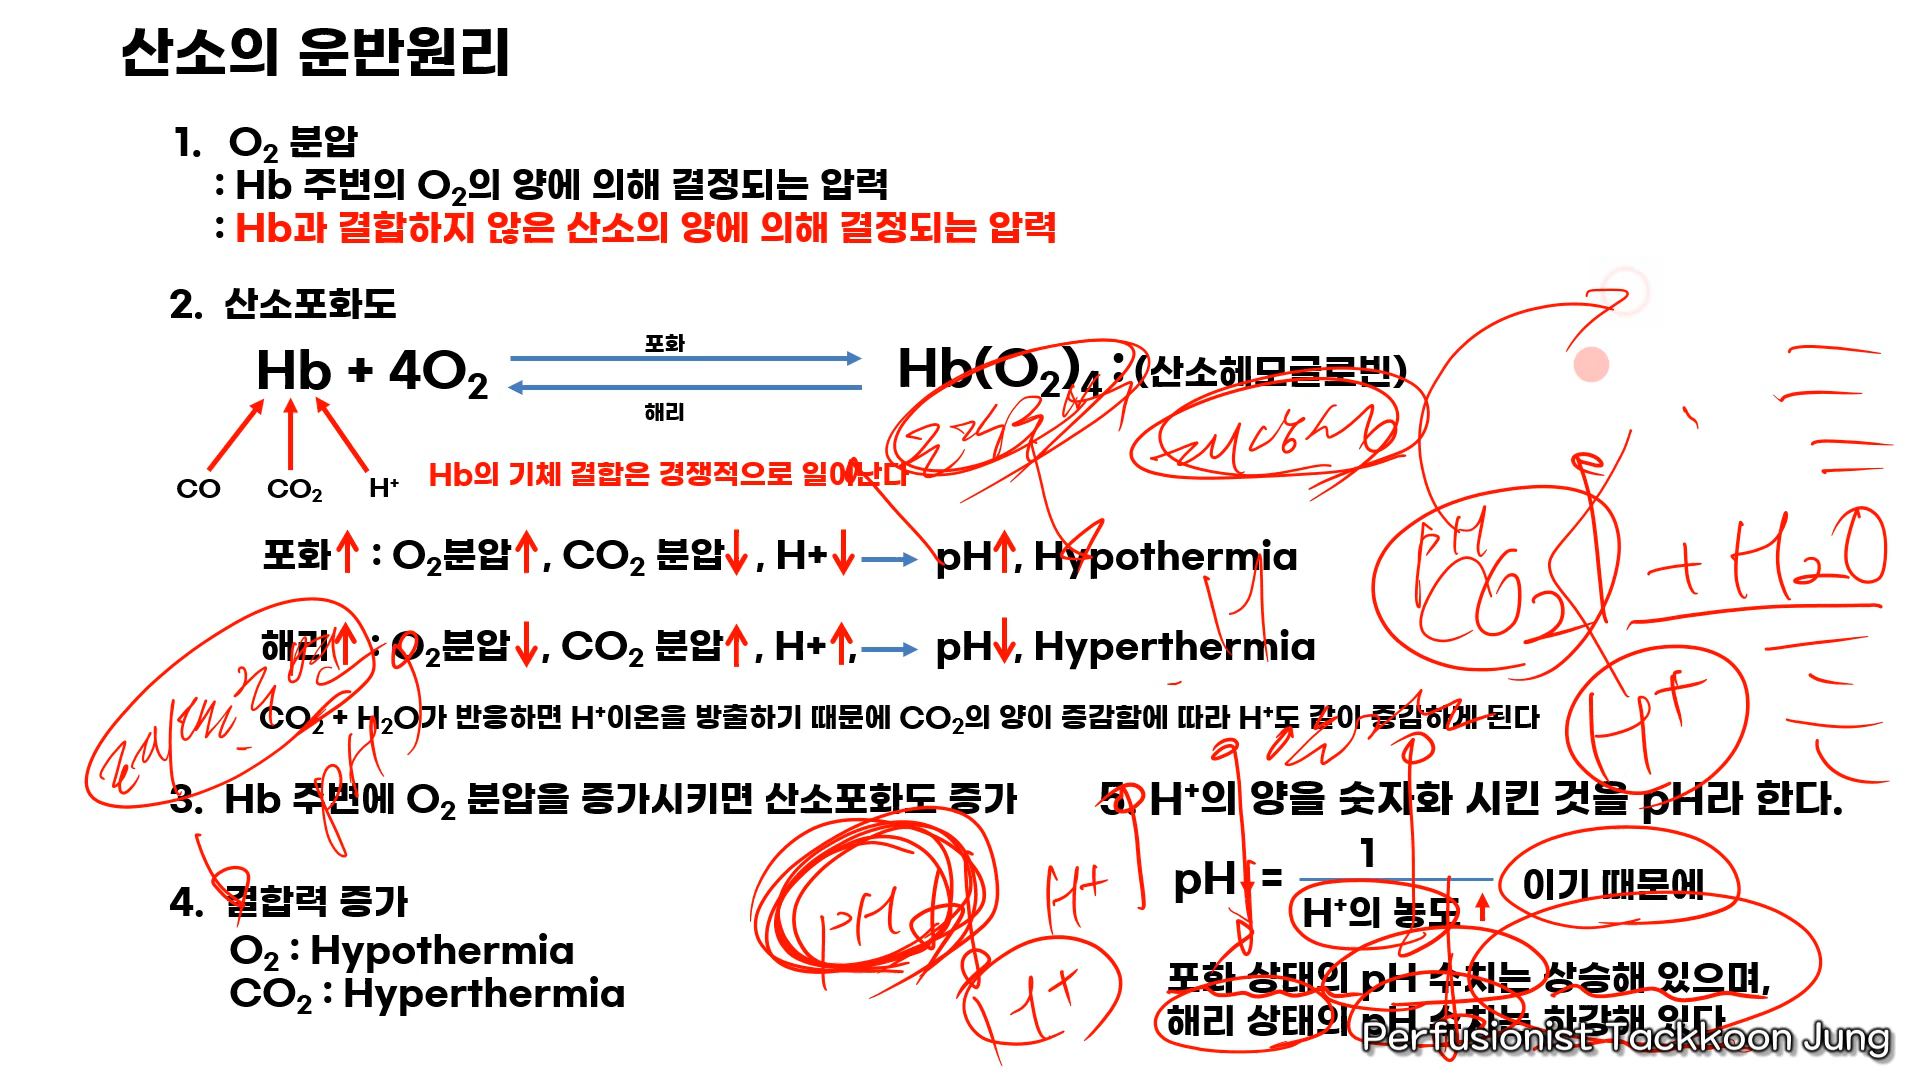 산소의 운반원리
1. O₂ 분압
: Hb 주변의 O₂의 양에 의해 결정되는 압력
: Hb과 결합하지 않은 산소의 양에 의해 결정되는 압력
2. 산소포화도
포화
Hb + 4O₂ Hb(O₂)₄ : (산소헤모글로빈)
해리
CO CO₂ H⁺ Hb의 기체 결합은 경쟁적으로 일어난다
포화↑ : O₂분압↑, CO₂ 분압↓, H+↓ → pH↑, Hypothermia
pH
CO₂ + H₂O
H
해리↑ : O₂분압↓, CO₂ 분압↑, H+↑, → pH↓, Hyperthermia
H⁺
CO₂ + H₂O가 반응하면 H⁺이온을 방출하기 때문에 CO₂의 양이 증감함에 따라 H⁺도 같이 증감하게 된다
pH
3. Hb 주변에 O₂ 분압을 증가시키면 산소포화도 증가
4. 결합력 증가
O₂ : Hypothermia
CO₂ : Hyperthermia
pH
H⁺
H⁺
5. H⁺의 양을 숫자화 시킨 것을 pH라 한다.
1
pH↓ = 이기 때문에
H⁺의 농도 ↑
포화 상태의 pH 수치는 상승해 있으며,
해리 상태의 pH 수치는 하강해 있다
Perfusionist Tackkoon Jung